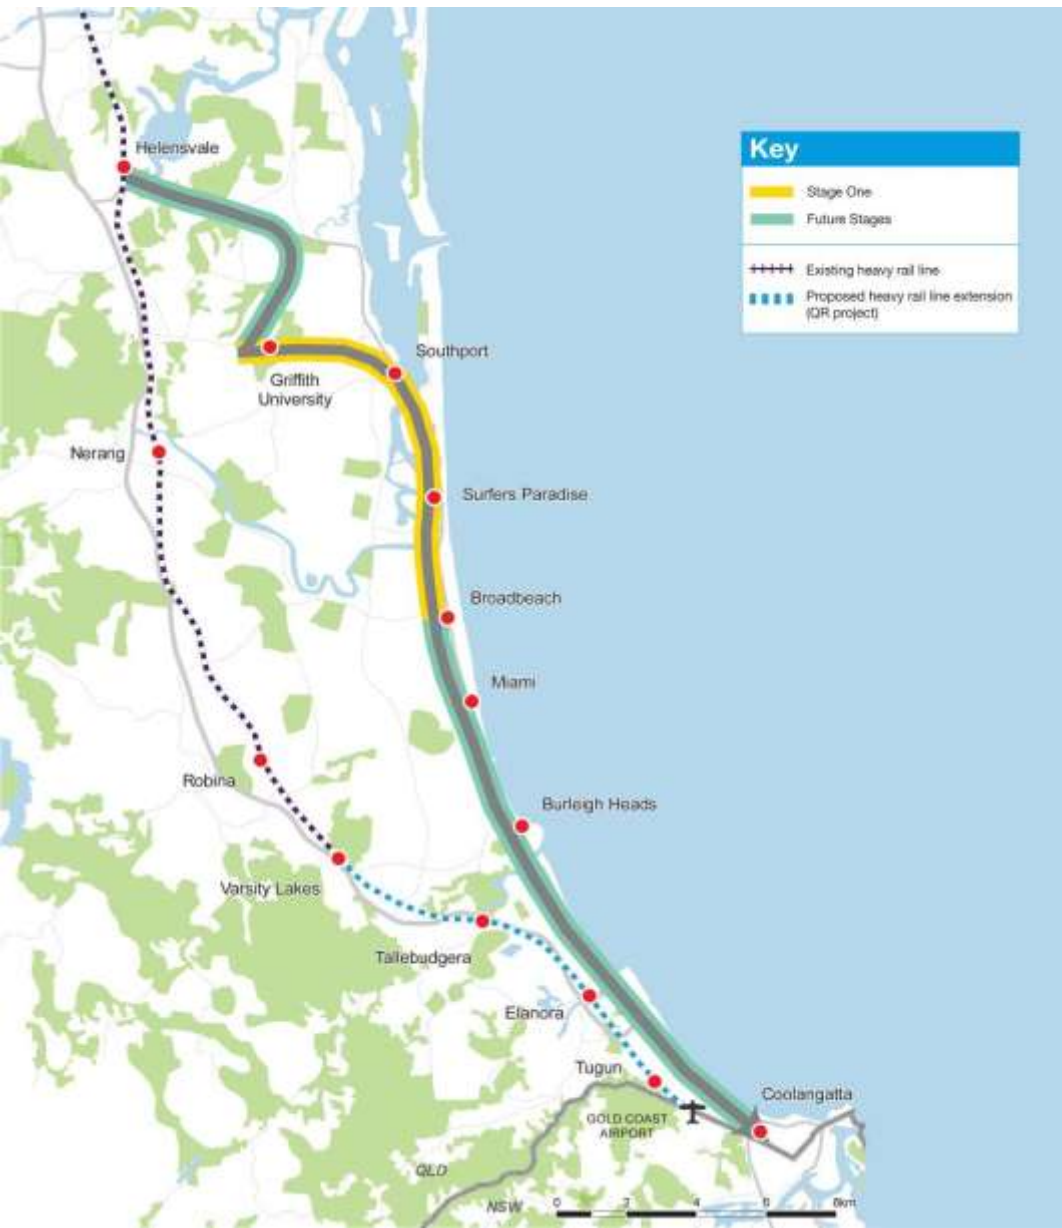 Helensvale
Key
Stage One
Future Stages
Existing heavy rail line
Proposed heavy rail line extension
(QR project)
Southport
Griffith
University
Nerang
Surfers Paradise
Broadbeach
Miami
Robina
Burleigh Heads
Varsity Lakes
Tallebudgera
Elanora
Tugun
Coolangatta
GOLD COAST
AIRPORT
QLD
NSW
0 2 4 6 8km